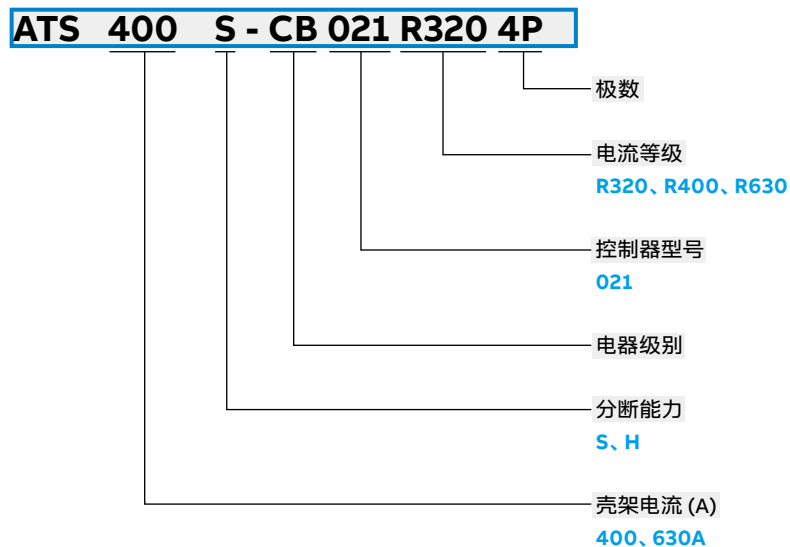 ATS 400 S - CB 021 R320 4P
极数
电流等级
R320、R400、R630
控制器型号
021
电器级别
分断能力
S、H
壳架电流 (A)
400、630A